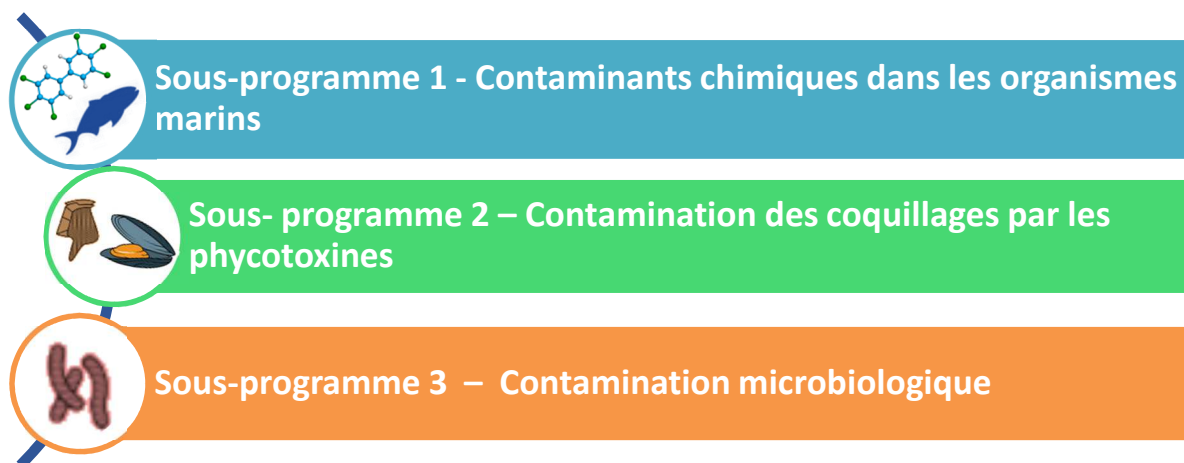 Sous-programme 1 - Contaminants chimiques dans les organismes
marins
Sous- programme 2 – Contamination des coquillages par les
phycotoxines
Sous-programme 3 – Contamination microbiologique